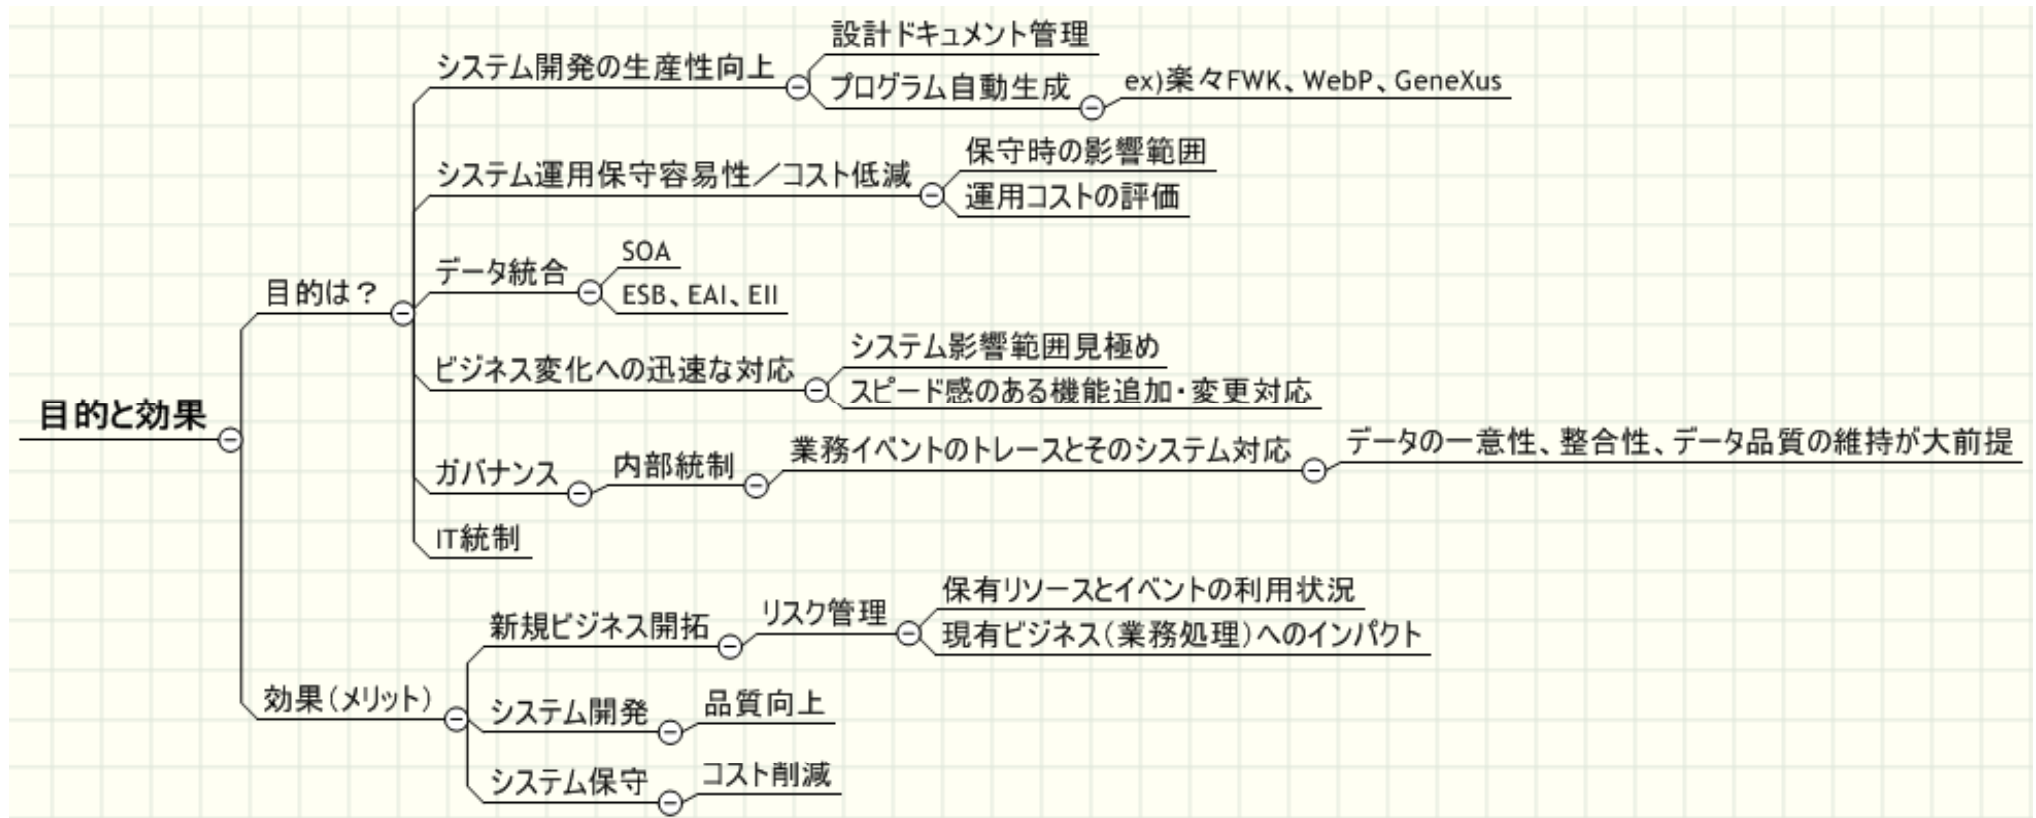 目的と効果
目的は？
システム開発の生産性向上
設計ドキュメント管理
プログラム自動生成
ex)楽々FWK、WebP、GeneXus
システム運用保守容易性／コスト低減
保守時の影響範囲
運用コストの評価
データ統合
SOA
ESB、EAI、EII
ビジネス変化への迅速な対応
システム影響範囲見極め
スピード感のある機能追加・変更対応
ガバナンス
内部統制
業務イベントのトレースとそのシステム対応
データの一意性、整合性、データ品質の維持が大前提
IT統制
効果（メリット）
新規ビジネス開拓
リスク管理
保有リソースとイベントの利用状況
現有ビジネス（業務処理）へのインパクト
システム開発
品質向上
システム保守
コスト削減